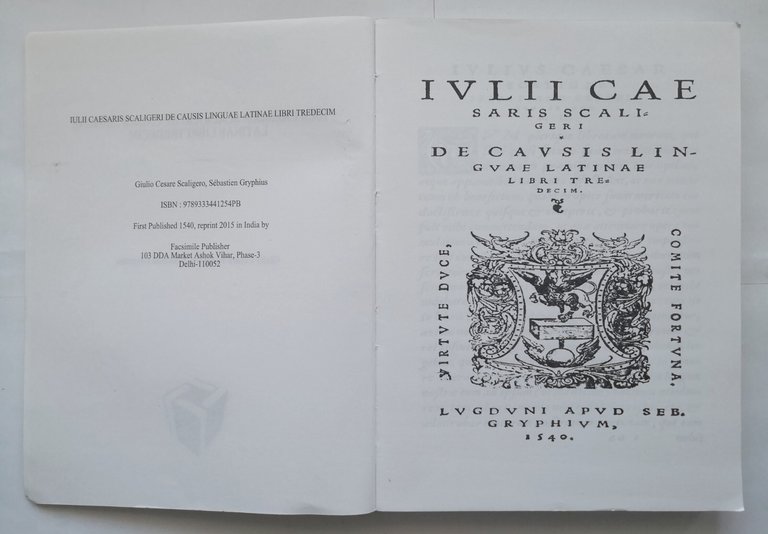 IULII CAESARIS SCALIGERI DE CAUSIS LINGUAE LATINAE LIBRI TREDECIM
Giulio Cesare Scaligero, Sébastien Gryphius
ISBN : 9789333441254PB
First Published 1540, reprint 2015 in India by
Facsimile Publisher
103 DDA Market Ashok Vihar, Phase-3
Delhi-110052
IVLII CAE
SARIS SCALI-
GERI
DE CAVSIS LIN-
GVAE LATINAE
LIBRI TRE-
DECIM.
VIRTVTE DVCE,
COMITE FORTVNA.
LVGDVNI APVD SEB.
GRYPHIVM,
1540.